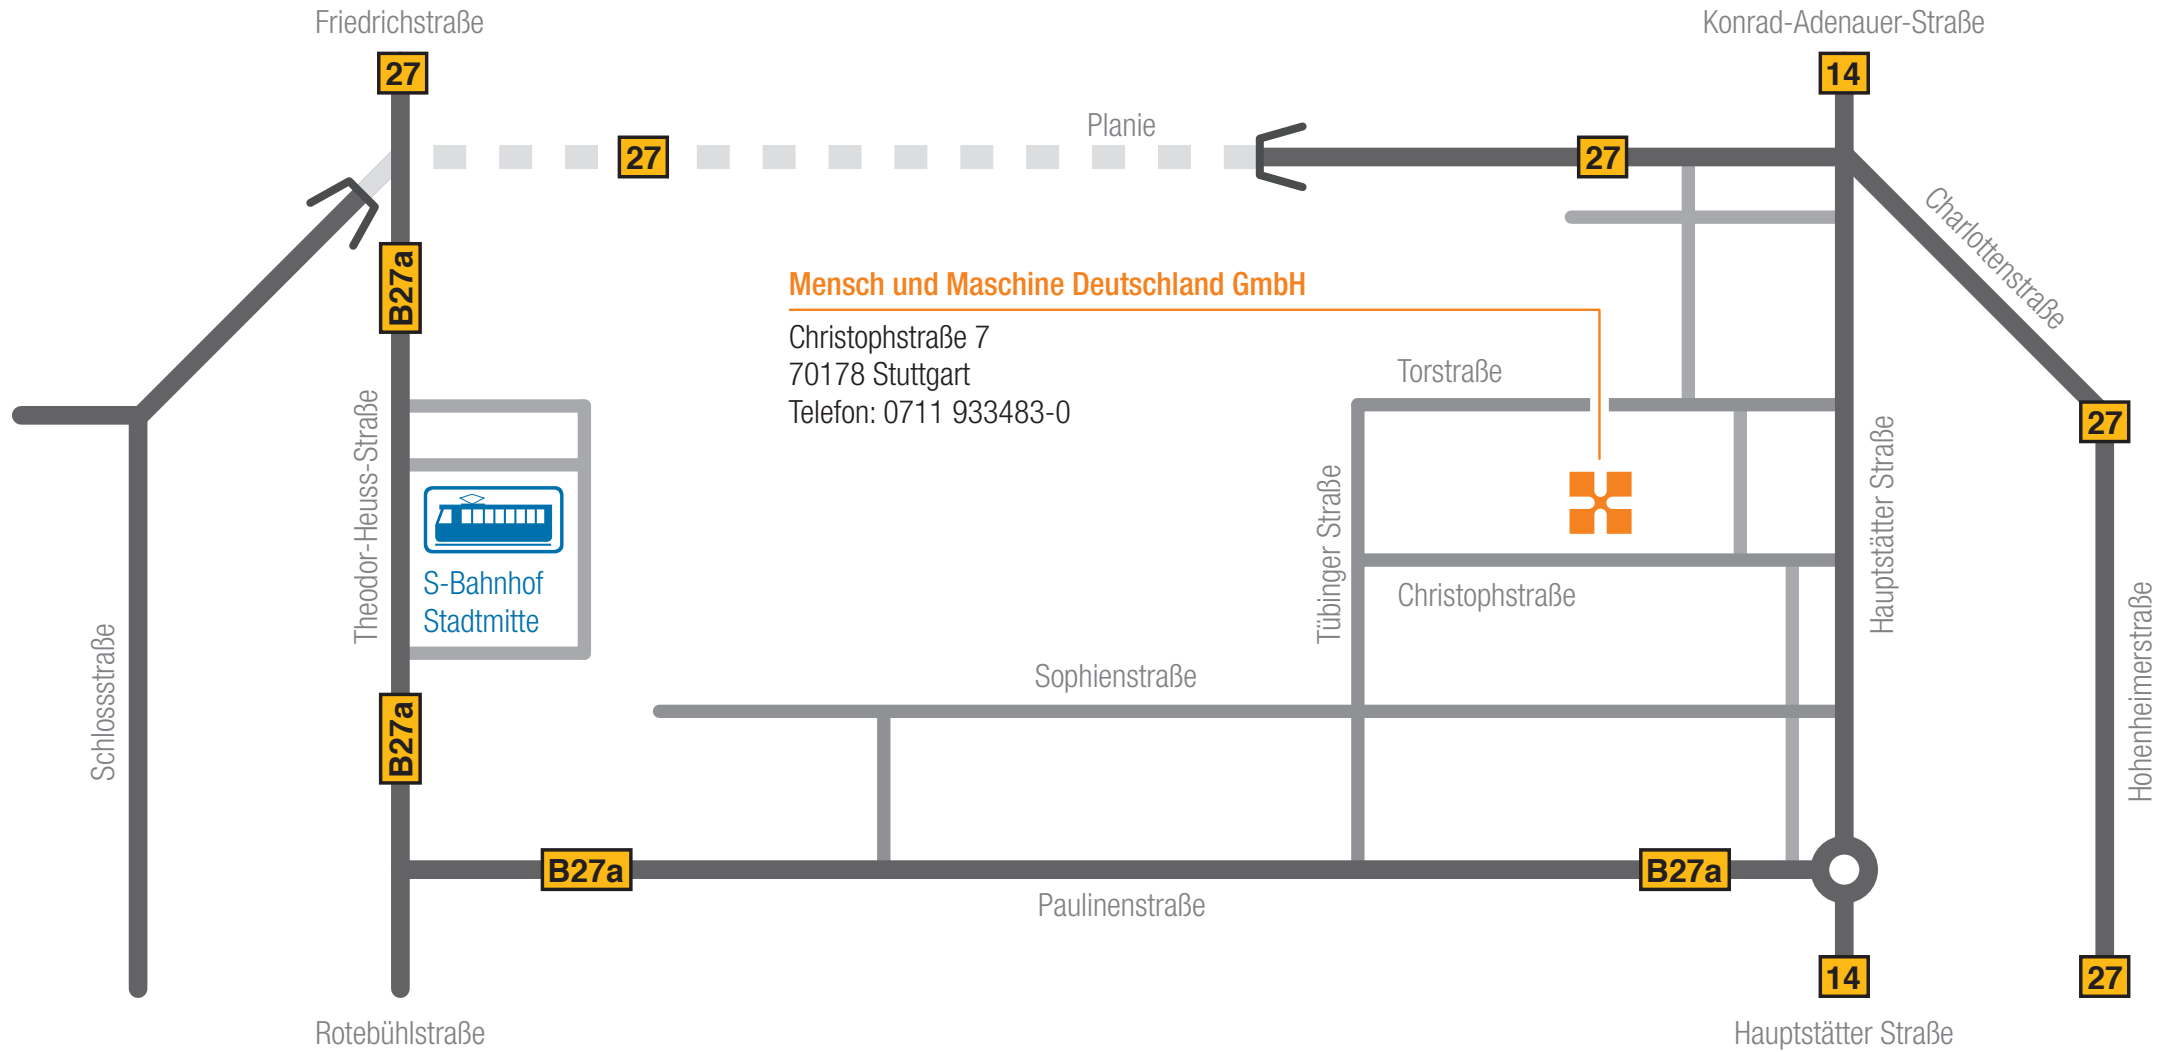 Friedrichstraße
Konrad-Adenauer-Straße
27
14
Planie
27
27
Charlottenstraße
B27a
Mensch und Maschine Deutschland GmbH
Christophstraße 7
70178 Stuttgart
Telefon: 0711 933483-0
Torstraße
27
Theodor-Heuss-Straße
Tübinger Straße
Hauptstätter Straße
S-Bahnhof
Stadtmitte
Christophstraße
Schlossstraße
Hohenheimerstraße
Sophienstraße
B27a
B27a
B27a
Paulinenstraße
14
27
Rotebühlstraße
Hauptstätter Straße